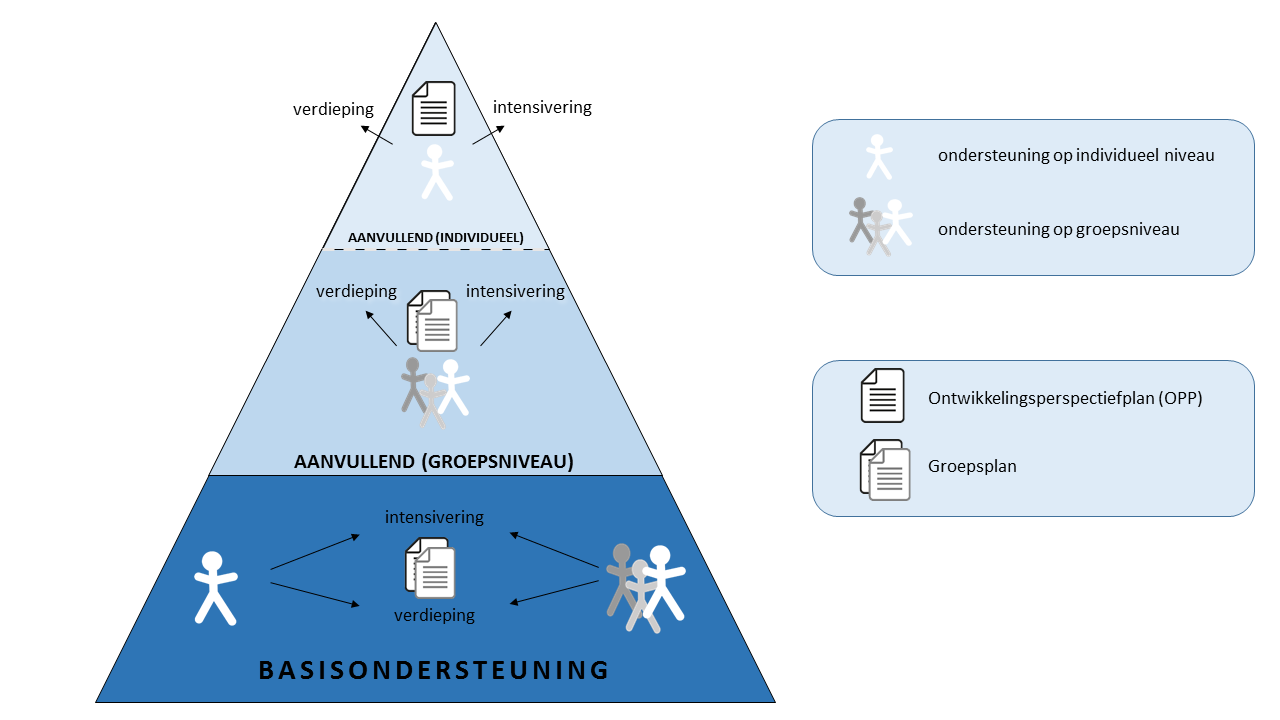 verdieping
intensivering
AANVULLEND (INDIVIDUEEL)
verdieping
intensivering
AANVULLEND (GROEPSNIVEAU)
intensivering
verdieping
BASISONDERSTEUNING
ondersteuning op individueel niveau
ondersteuning op groepsniveau
Ontwikkelingsperspectiefplan (OPP)
Groepsplan